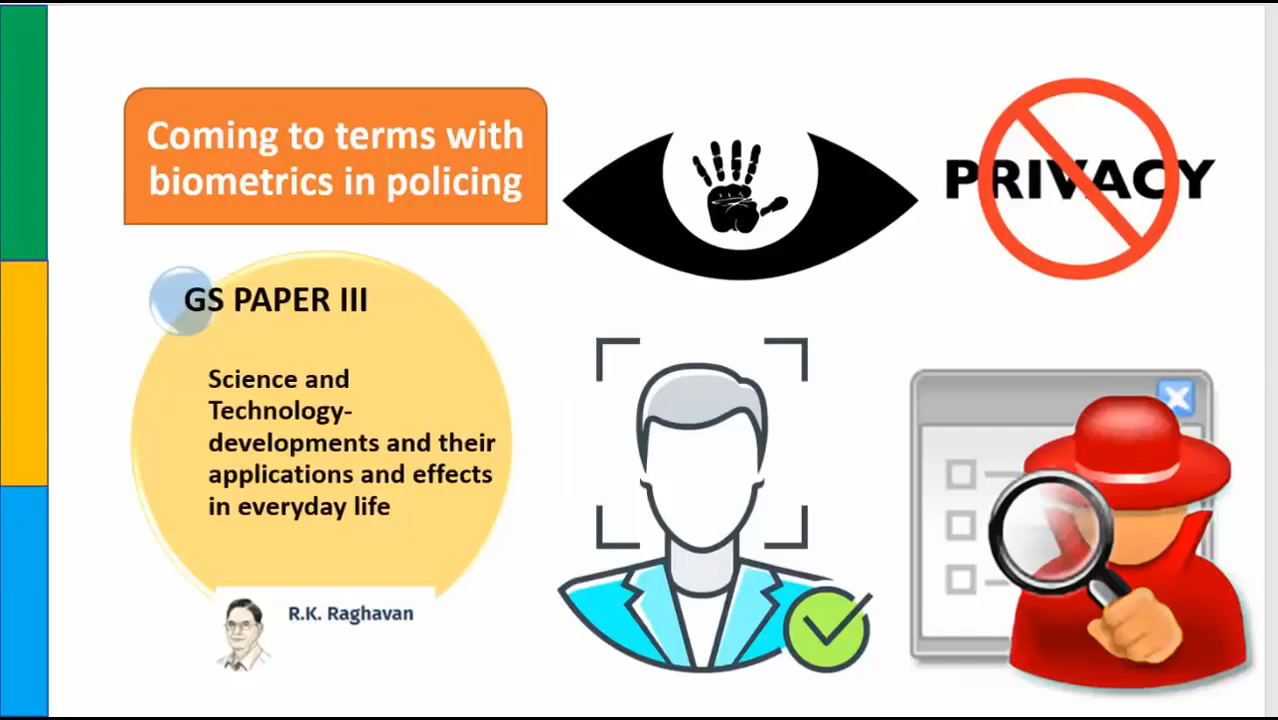 Coming to terms with
biometrics in policing
PRIVACY
GS PAPER III
Science and
Technology-
developments and their
applications and effects
in everyday life
R.K. Raghavan